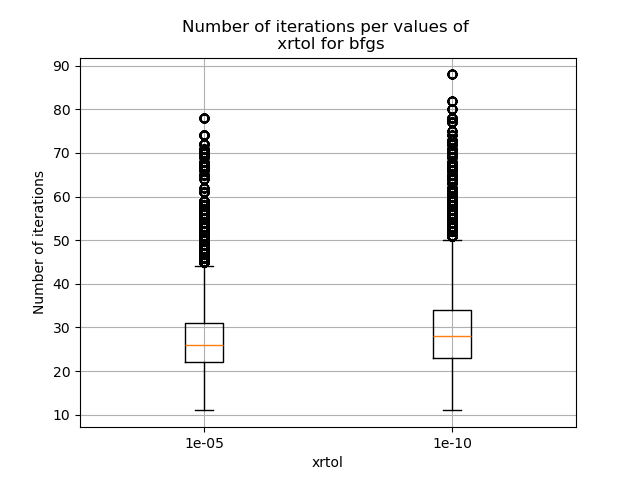 Number of iterations per values of
xrtol for bfgs
90
80
70
60
50
40
30
20
10
Number of iterations
1e-05
1e-10
xrtol